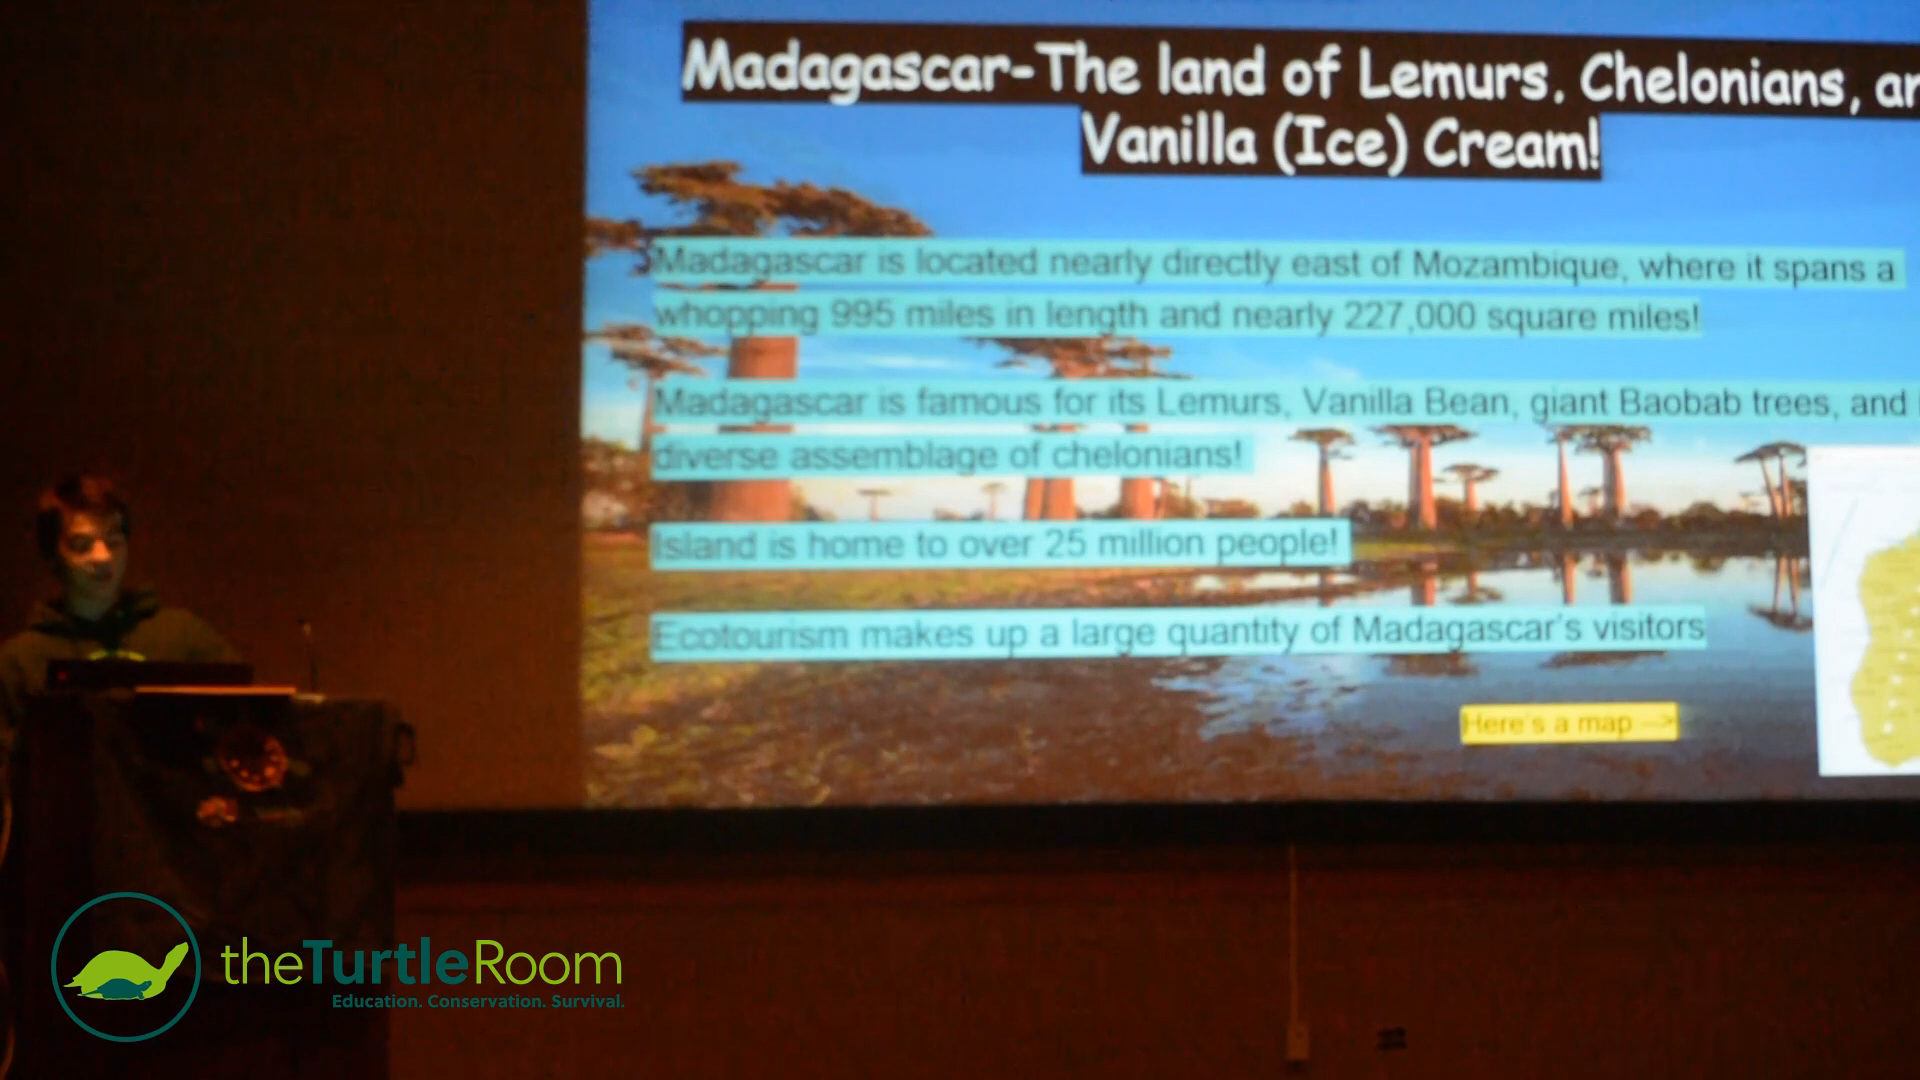 Madagascar-The land of Lemurs, Chelonians, an
Vanilla (Ice) Cream!
Madagascar is located nearly directly east of Mozambique, where it spans a
whopping 995 miles in length and nearly 227,000 square miles!
Madagascar is famous for its Lemurs, Vanilla Bean, giant Baobab trees, and
diverse assemblage of chelonians!
Island is home to over 25 million people!
Ecotourism makes up a large quantity of Madagascar's visitors
Here's a map -->
theTurtleRoom
Education. Conservation. Survival.